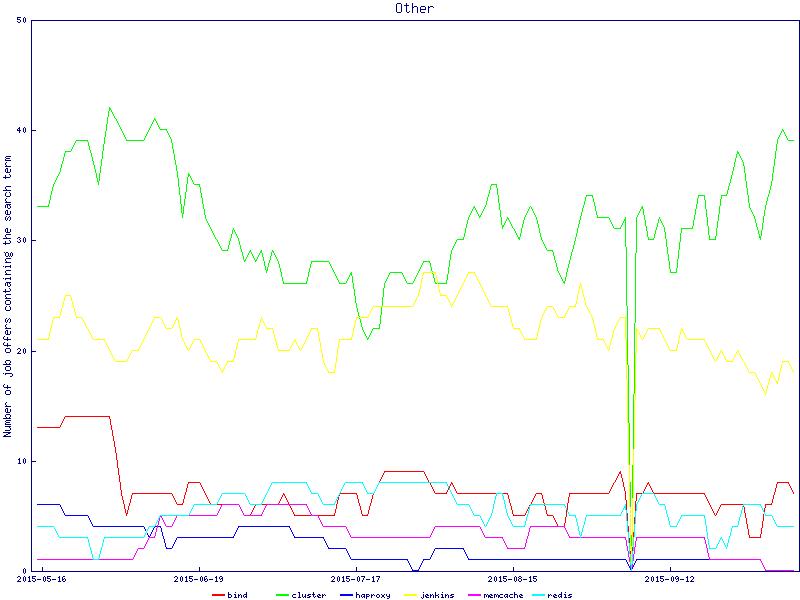 Other
Number of job offers containing the search term
50
40
30
20
10
0
2015-05-16 2015-06-19 2015-07-17 2015-08-15 2015-09-12
bind cluster haproxy jenkins memcache redis